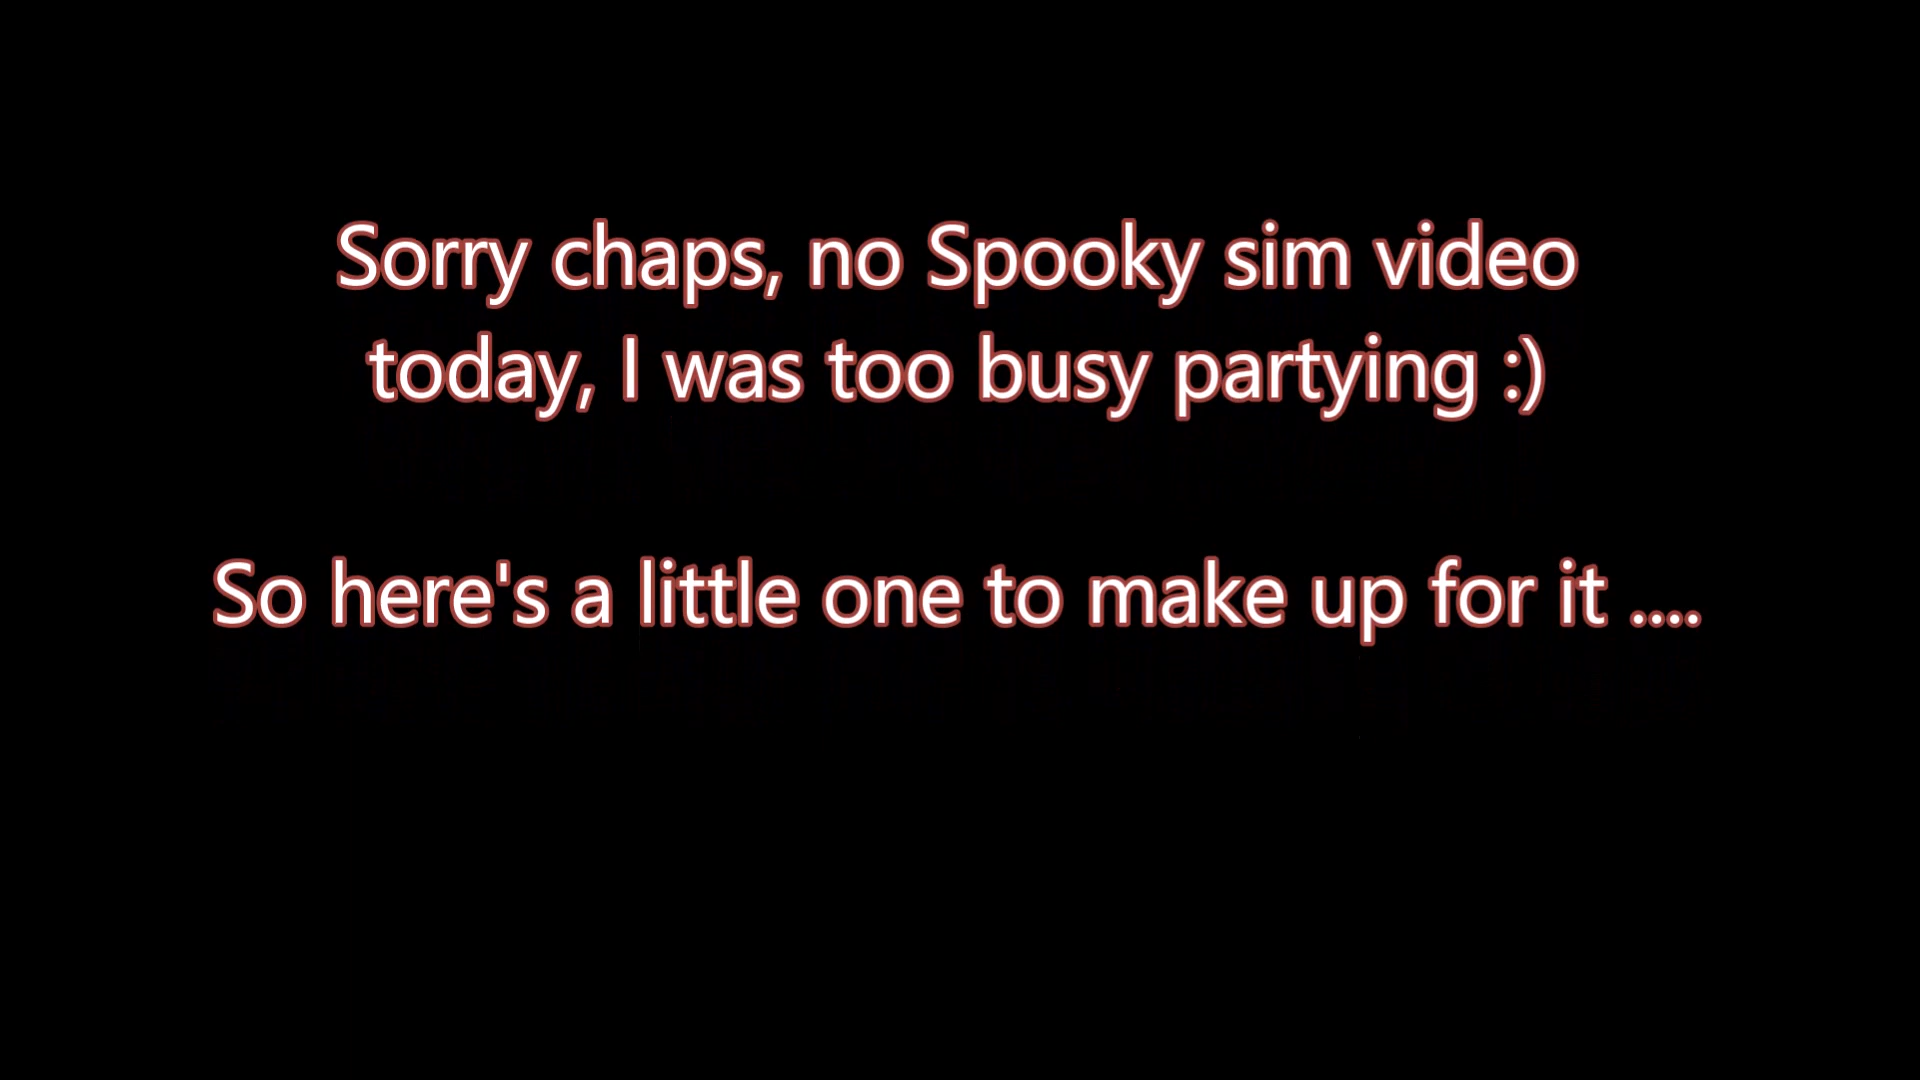 Sorry chaps, no Spooky sim video
today, I was too busy partying :)
So here's a little one to make up for it ....